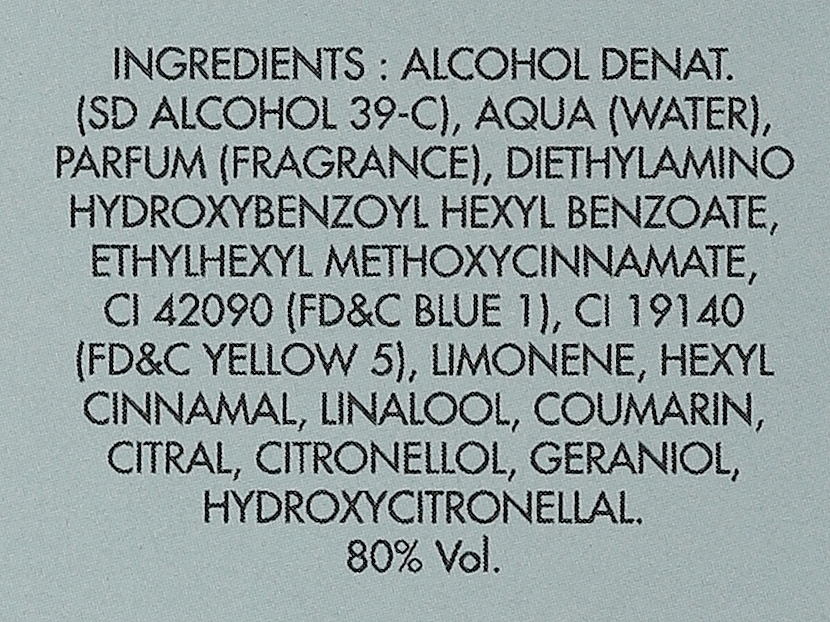 INGREDIENTS : ALCOHOL DENAT.
(SD ALCOHOL 39-C), AQUA (WATER),
PARFUM (FRAGRANCE), DIETHYLAMINO
HYDROXYBENZOYL HEXYL BENZOATE,
ETHYLHEXYL METHOXYCINNAMATE,
CI 42090 (FD&C BLUE 1), CI 19140
(FD&C YELLOW 5), LIMONENE, HEXYL
CINNAMAL, LINALOOL, COUMARIN,
CITRAL, CITRONELLOL, GERANIOL,
HYDROXYCITRONELLAL.
80% Vol.